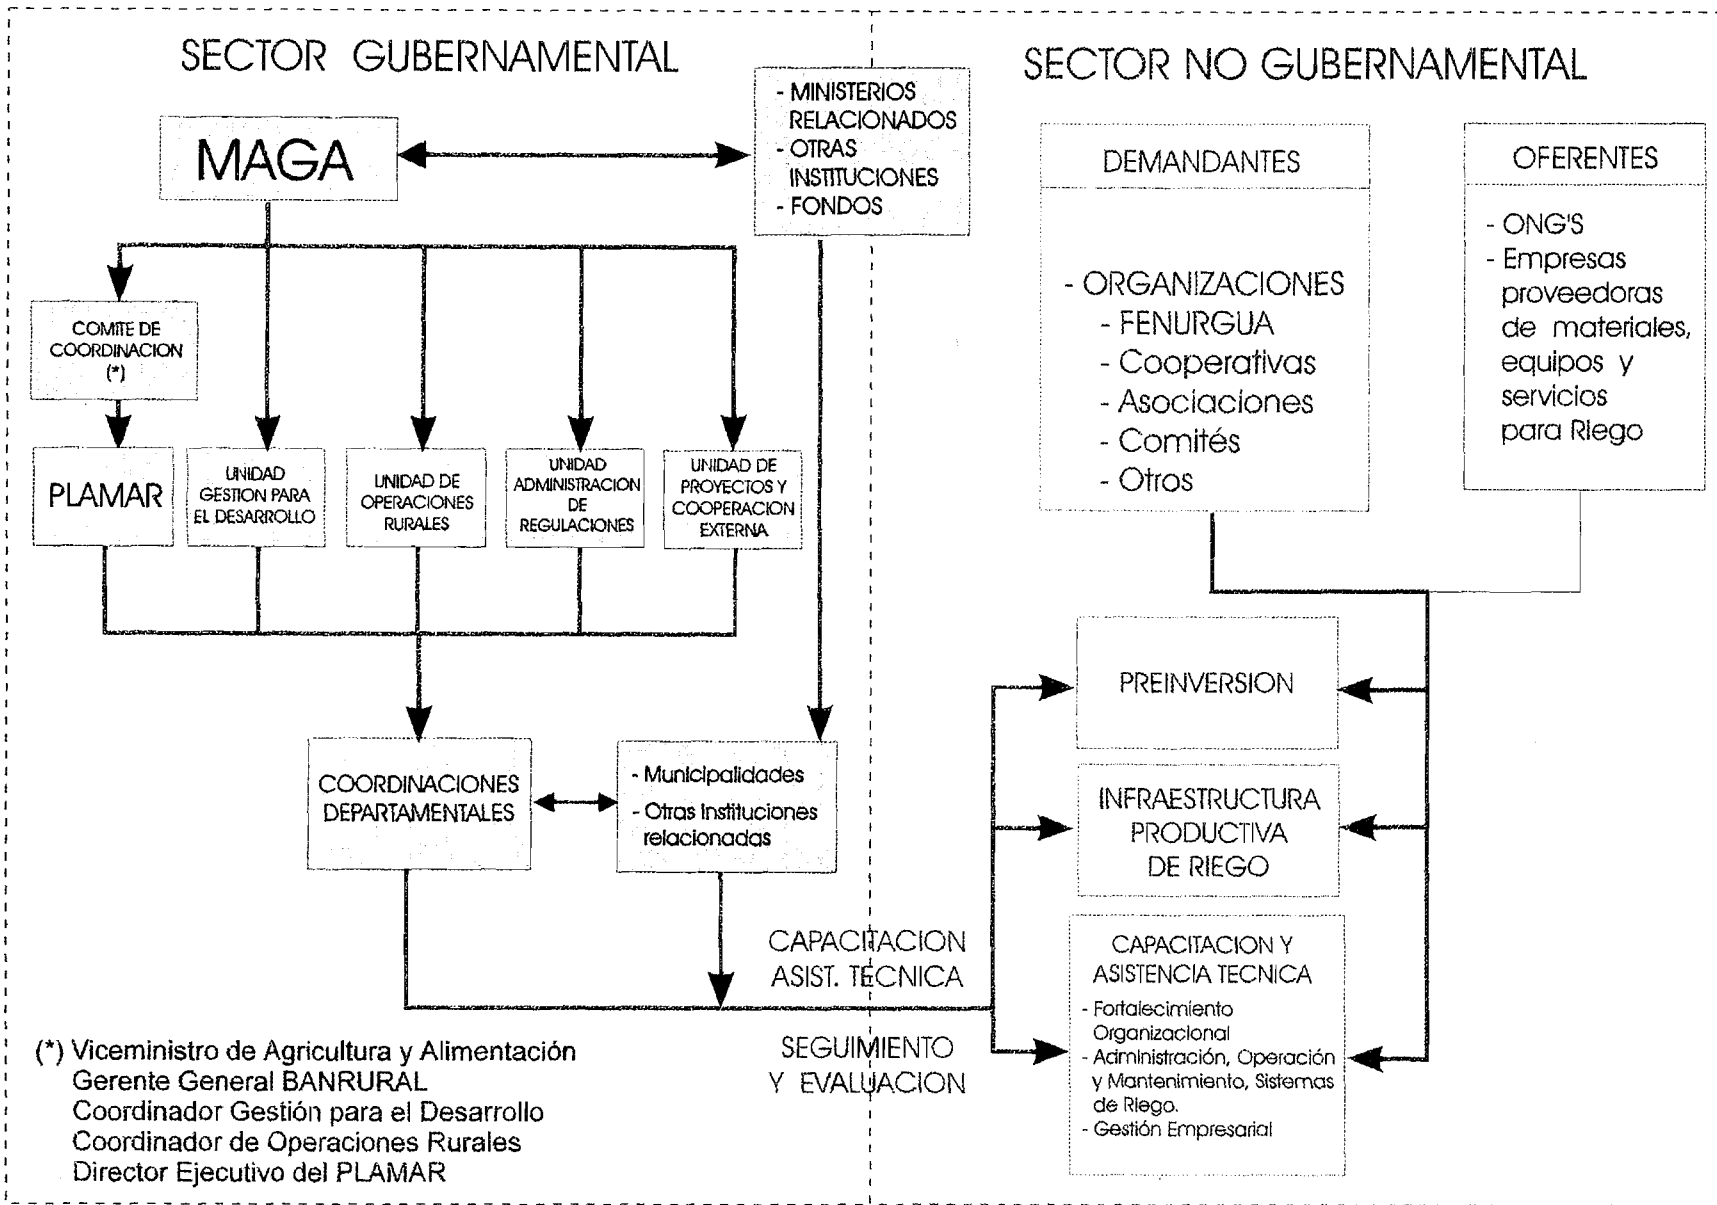 SECTOR GUBERNAMENTAL
MAGA
- MINISTERIOS
RELACIONADOS
- OTRAS
INSTITUCIONES
- FONDOS
COMITE DE
COORDINACION
(*)
PLAMAR
UNIDAD
GESTION PARA
EL DESARROLLO
UNIDAD DE
OPERACIONES
RURALES
UNIDAD
ADMINISTRACION
DE
REGULACIONES
UNIDAD DE
PROYECTOS Y
COOPERACION
EXTERNA
COORDINACIONES
DEPARTAMENTALES
- Municipalidades
- Otras Instituciones
relacionadas
CAPACITACION
ASIST. TECNICA
SEGUIMIENTO
Y EVALUACION
(*) Viceministro de Agricultura y Alimentación
Gerente General BANRURAL
Coordinador Gestión para el Desarrollo
Coordinador de Operaciones Rurales
Director Ejecutivo del PLAMAR
SECTOR NO GUBERNAMENTAL
DEMANDANTES
- ORGANIZACIONES
- FENURGUA
- Cooperativas
- Asociaciones
- Comités
- Otros
OFERENTES
- ONG'S
- Empresas
proveedoras
de materiales,
equipos y
servicios
para Riego
PREINVERSION
INFRAESTRUCTURA
PRODUCTIVA
DE RIEGO
CAPACITACION Y
ASISTENCIA TECNICA
- Fortalecimiento
Organizacional
- Administración, Operación
y Mantenimiento, Sistemas
de Riego.
- Gestión Empresarial